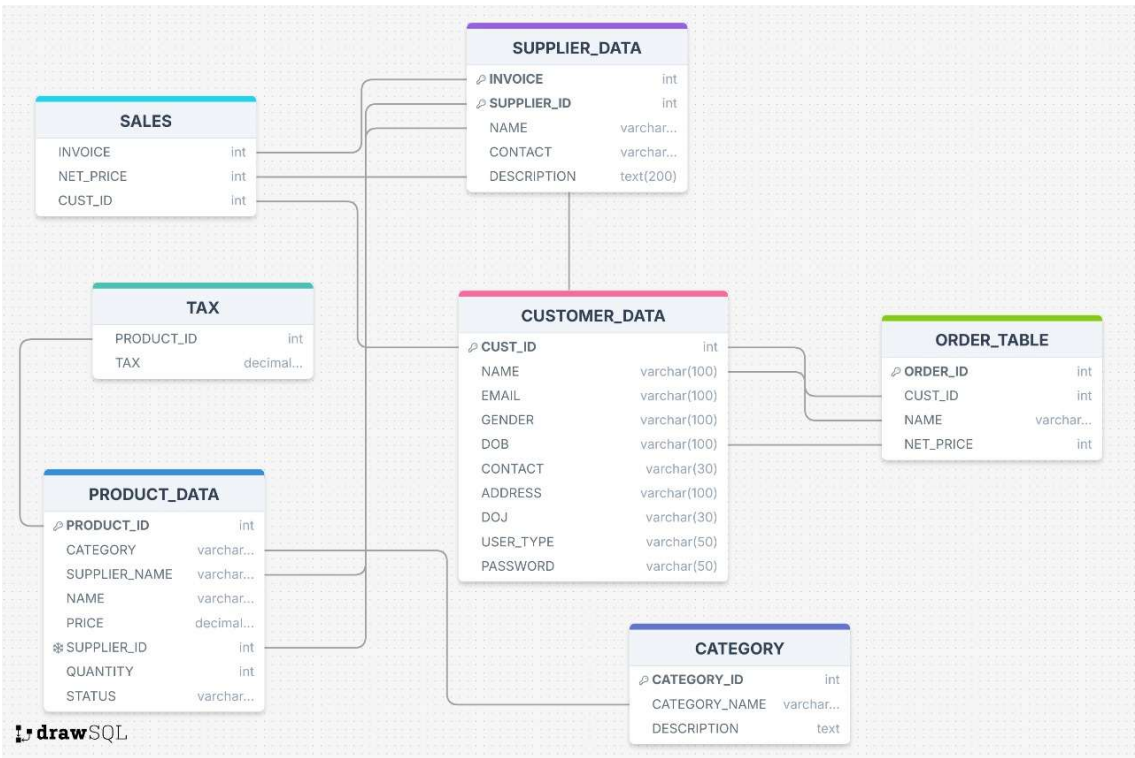 SUPPLIER_DATA
INVOICE int
SUPPLIER_ID int
NAME varchar...
CONTACT varchar...
DESCRIPTION text(200)
SALES
INVOICE int
NET_PRICE int
CUST_ID int
TAX
PRODUCT_ID int
TAX decimal...
CUSTOMER_DATA
CUST_ID int
NAME varchar(100)
EMAIL varchar(100)
GENDER varchar(100)
DOB varchar(100)
CONTACT varchar(30)
ADDRESS varchar(100)
DOJ varchar(30)
USER_TYPE varchar(50)
PASSWORD varchar(50)
ORDER_TABLE
ORDER_ID int
CUST_ID int
NAME varchar...
NET_PRICE int
PRODUCT_DATA
PRODUCT_ID int
CATEGORY varchar...
SUPPLIER_NAME varchar...
NAME varchar...
PRICE decimal...
SUPPLIER_ID int
QUANTITY int
STATUS varchar...
CATEGORY
CATEGORY_ID int
CATEGORY_NAME varchar...
DESCRIPTION text
drawSQL